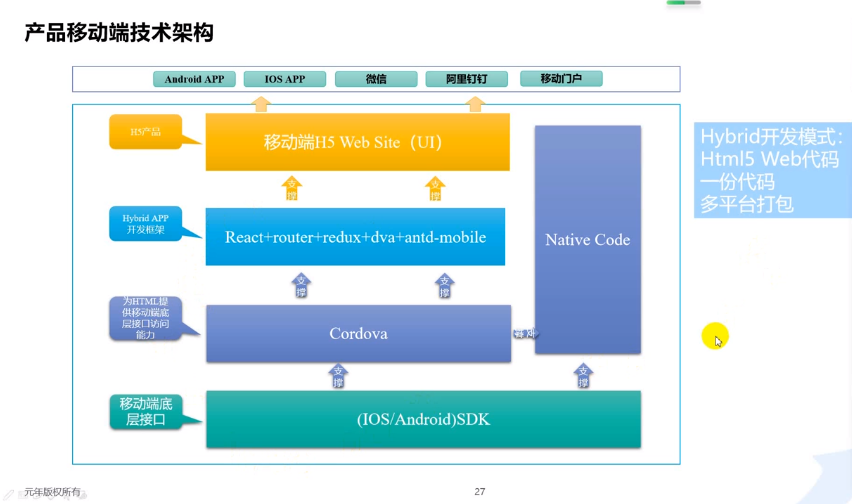 产品移动端技术架构
Android APP
IOS APP
微信
阿里钉钉
移动门户
H5产品
移动端H5 Web Site（UI）
支
撑
支
撑
Hybrid APP
开发框架
React+router+redux+dva+antd-mobile
Native Code
Hybrid开发模式：
Html5 Web代码
一份代码
多平台打包
支
撑
支
撑
为HTML提
供移动端底
层接口访问
能力
Cordova
支
撑
支
撑
移动端底
层接口
(IOS/Android)SDK
元年版权所有
27